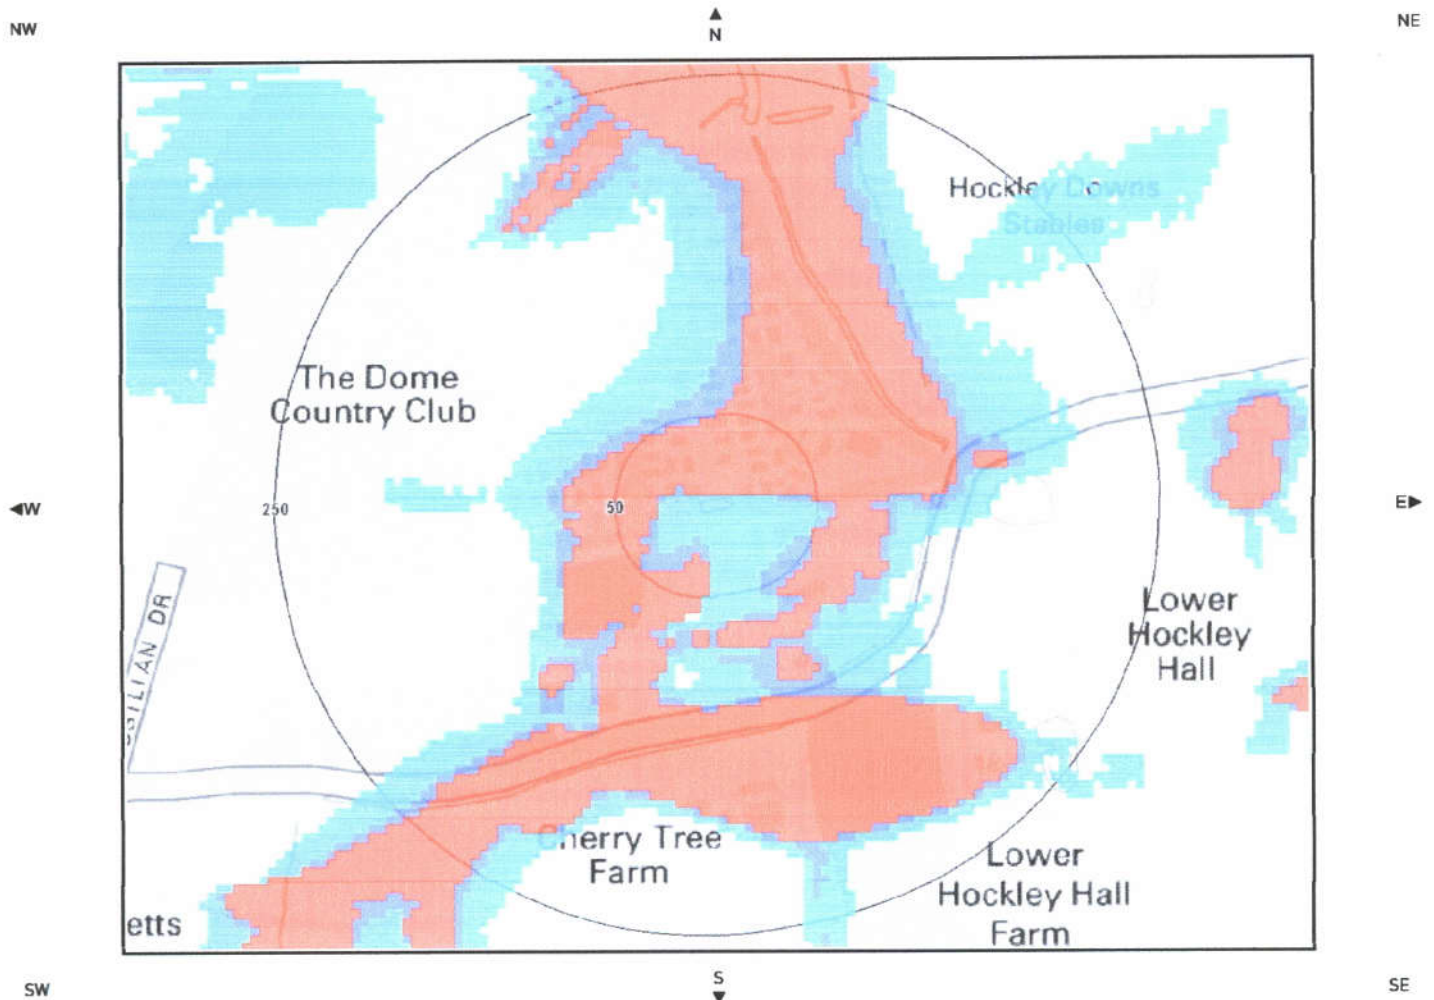 NW
▲
N
NE
Hockley Downs
Stables
The Dome
Country Club
◄W
250
50
E►
DR
Lower
Hockley
Hall
Cherry Tree
Farm
Lower
Hockley Hall
Farm
etts
SW
S
▼
SE